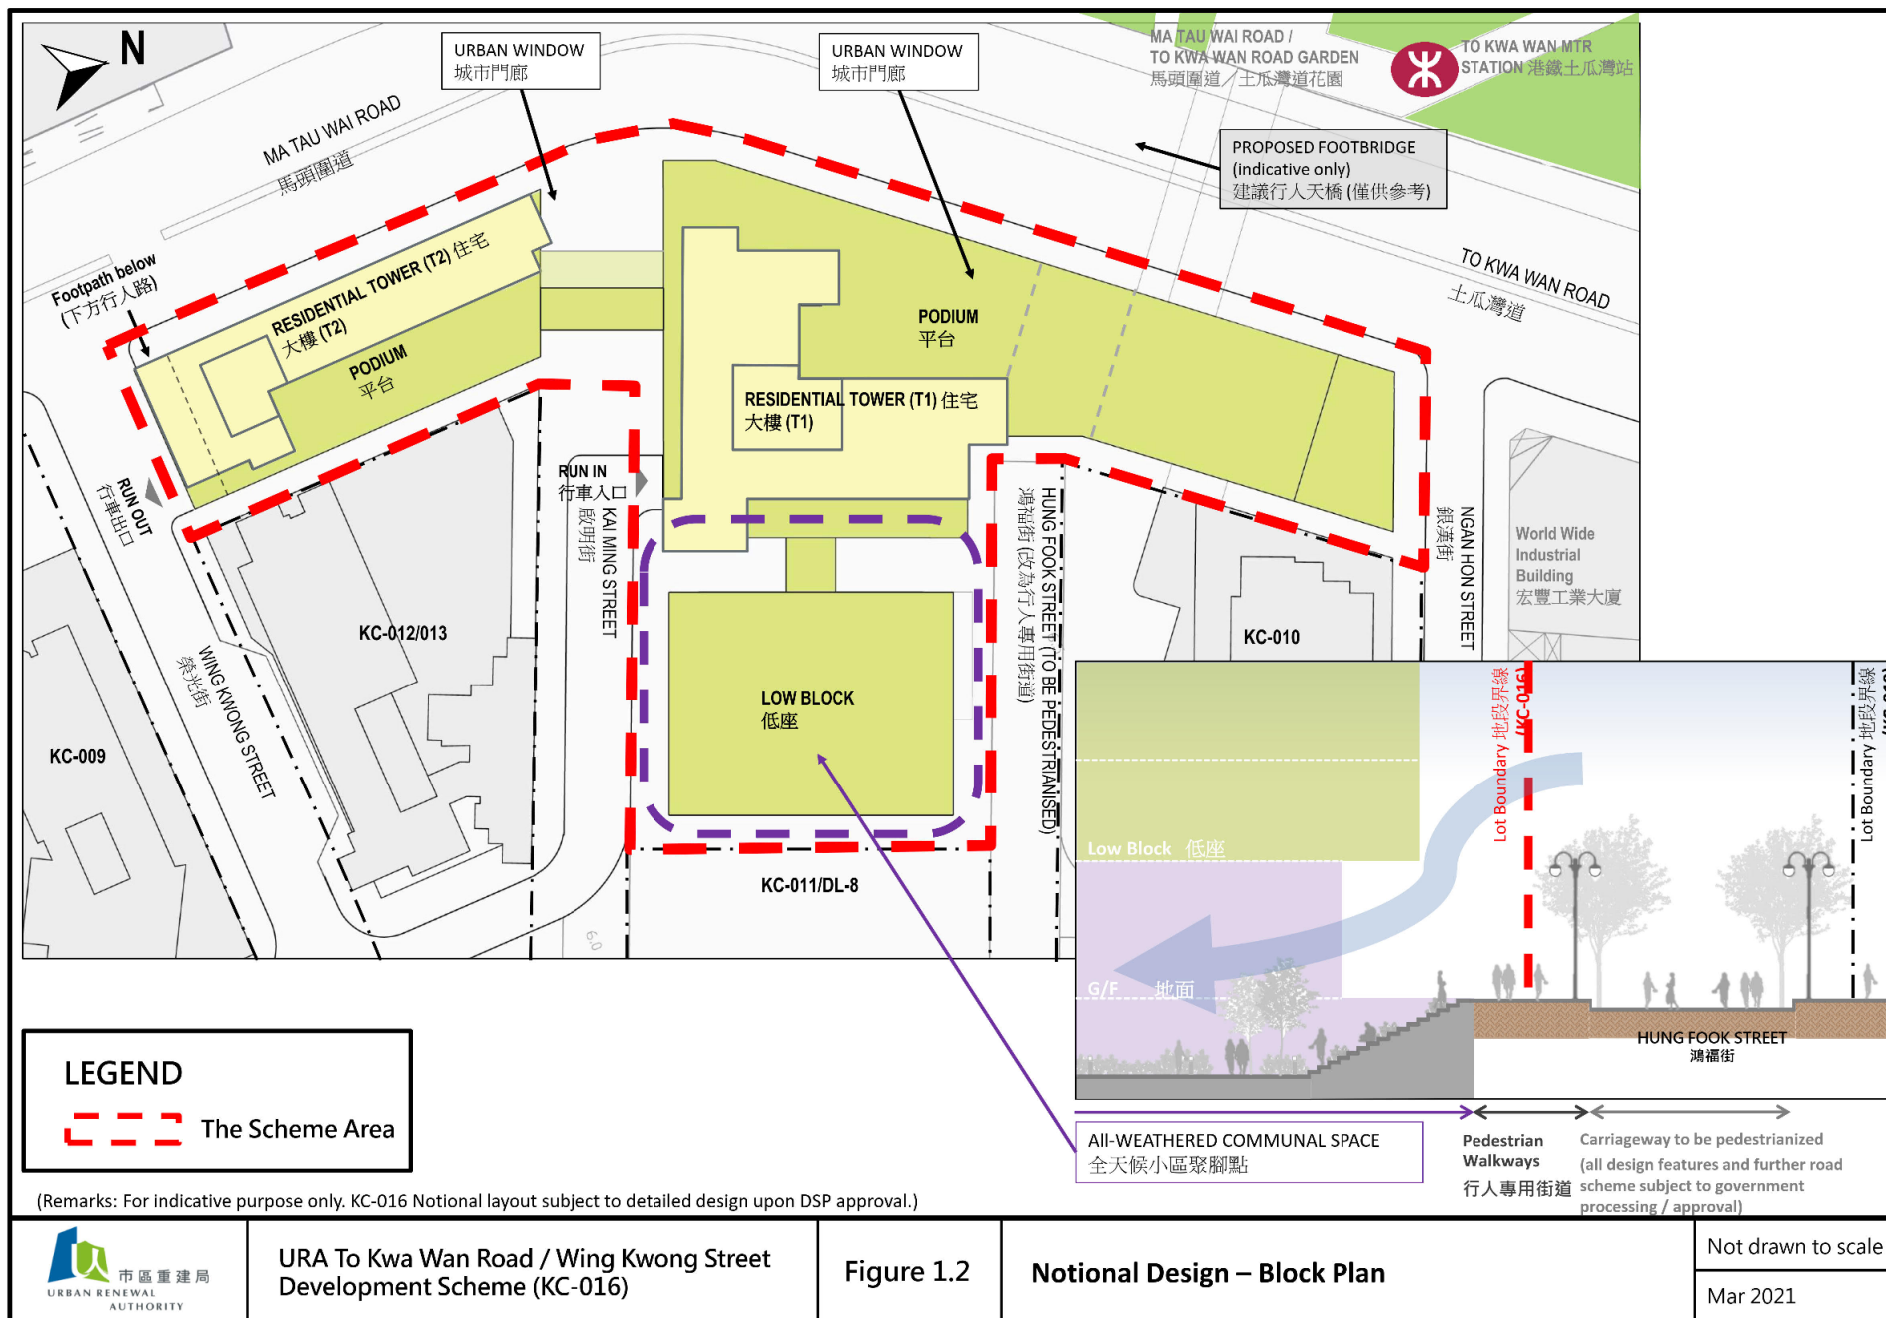 N
URBAN WINDOW
城市門廊
URBAN WINDOW
城市門廊
MA TAU WAI ROAD /
TO KWA WAN ROAD GARDEN
馬頭圍道／土瓜灣道花園
TO KWA WAN MTR
STATION 港鐵土瓜灣站
MA TAU WAI ROAD
馬頭圍道
PROPOSED FOOTBRIDGE
(indicative only)
建議行人天橋 (僅供參考)
TO KWA WAN ROAD
土瓜灣道
Footpath below
(下方行人路)
RESIDENTIAL TOWER (T2) 住宅
大樓 (T2)
PODIUM
平台
PODIUM
平台
RESIDENTIAL TOWER (T1) 住宅
大樓 (T1)
RUN OUT
行車出口
RUN IN
行車入口
KAI MING STREET
啟明街
HUNG FOOK STREET (TO BE PEDESTRIANISED)
鴻福街 (改為行人專用街道)
NGAN HON STREET
銀漢街
World Wide
Industrial
Building
宏豐工業大廈
KC-012/013
KC-010
WING KWONG STREET
榮光街
KC-009
LOW BLOCK
低座
KC-011/DL-8
6.0
Lot Boundary 地段界線
(KC-016)
Lot Boundary 地段界線
Low Block 低座
G/F 地面
HUNG FOOK STREET
鴻福街
All-WEATHERED COMMUNAL SPACE
全天候小區聚腳點
Pedestrian
Walkways
行人專用街道
Carriageway to be pedestrianized
(all design features and further road
scheme subject to government
processing / approval)
LEGEND
The Scheme Area
(Remarks: For indicative purpose only. KC-016 Notional layout subject to detailed design upon DSP approval.)
市區重建局
URBAN RENEWAL
AUTHORITY
URA To Kwa Wan Road / Wing Kwong Street
Development Scheme (KC-016)
Figure 1.2
Notional Design – Block Plan
Not drawn to scale
Mar 2021